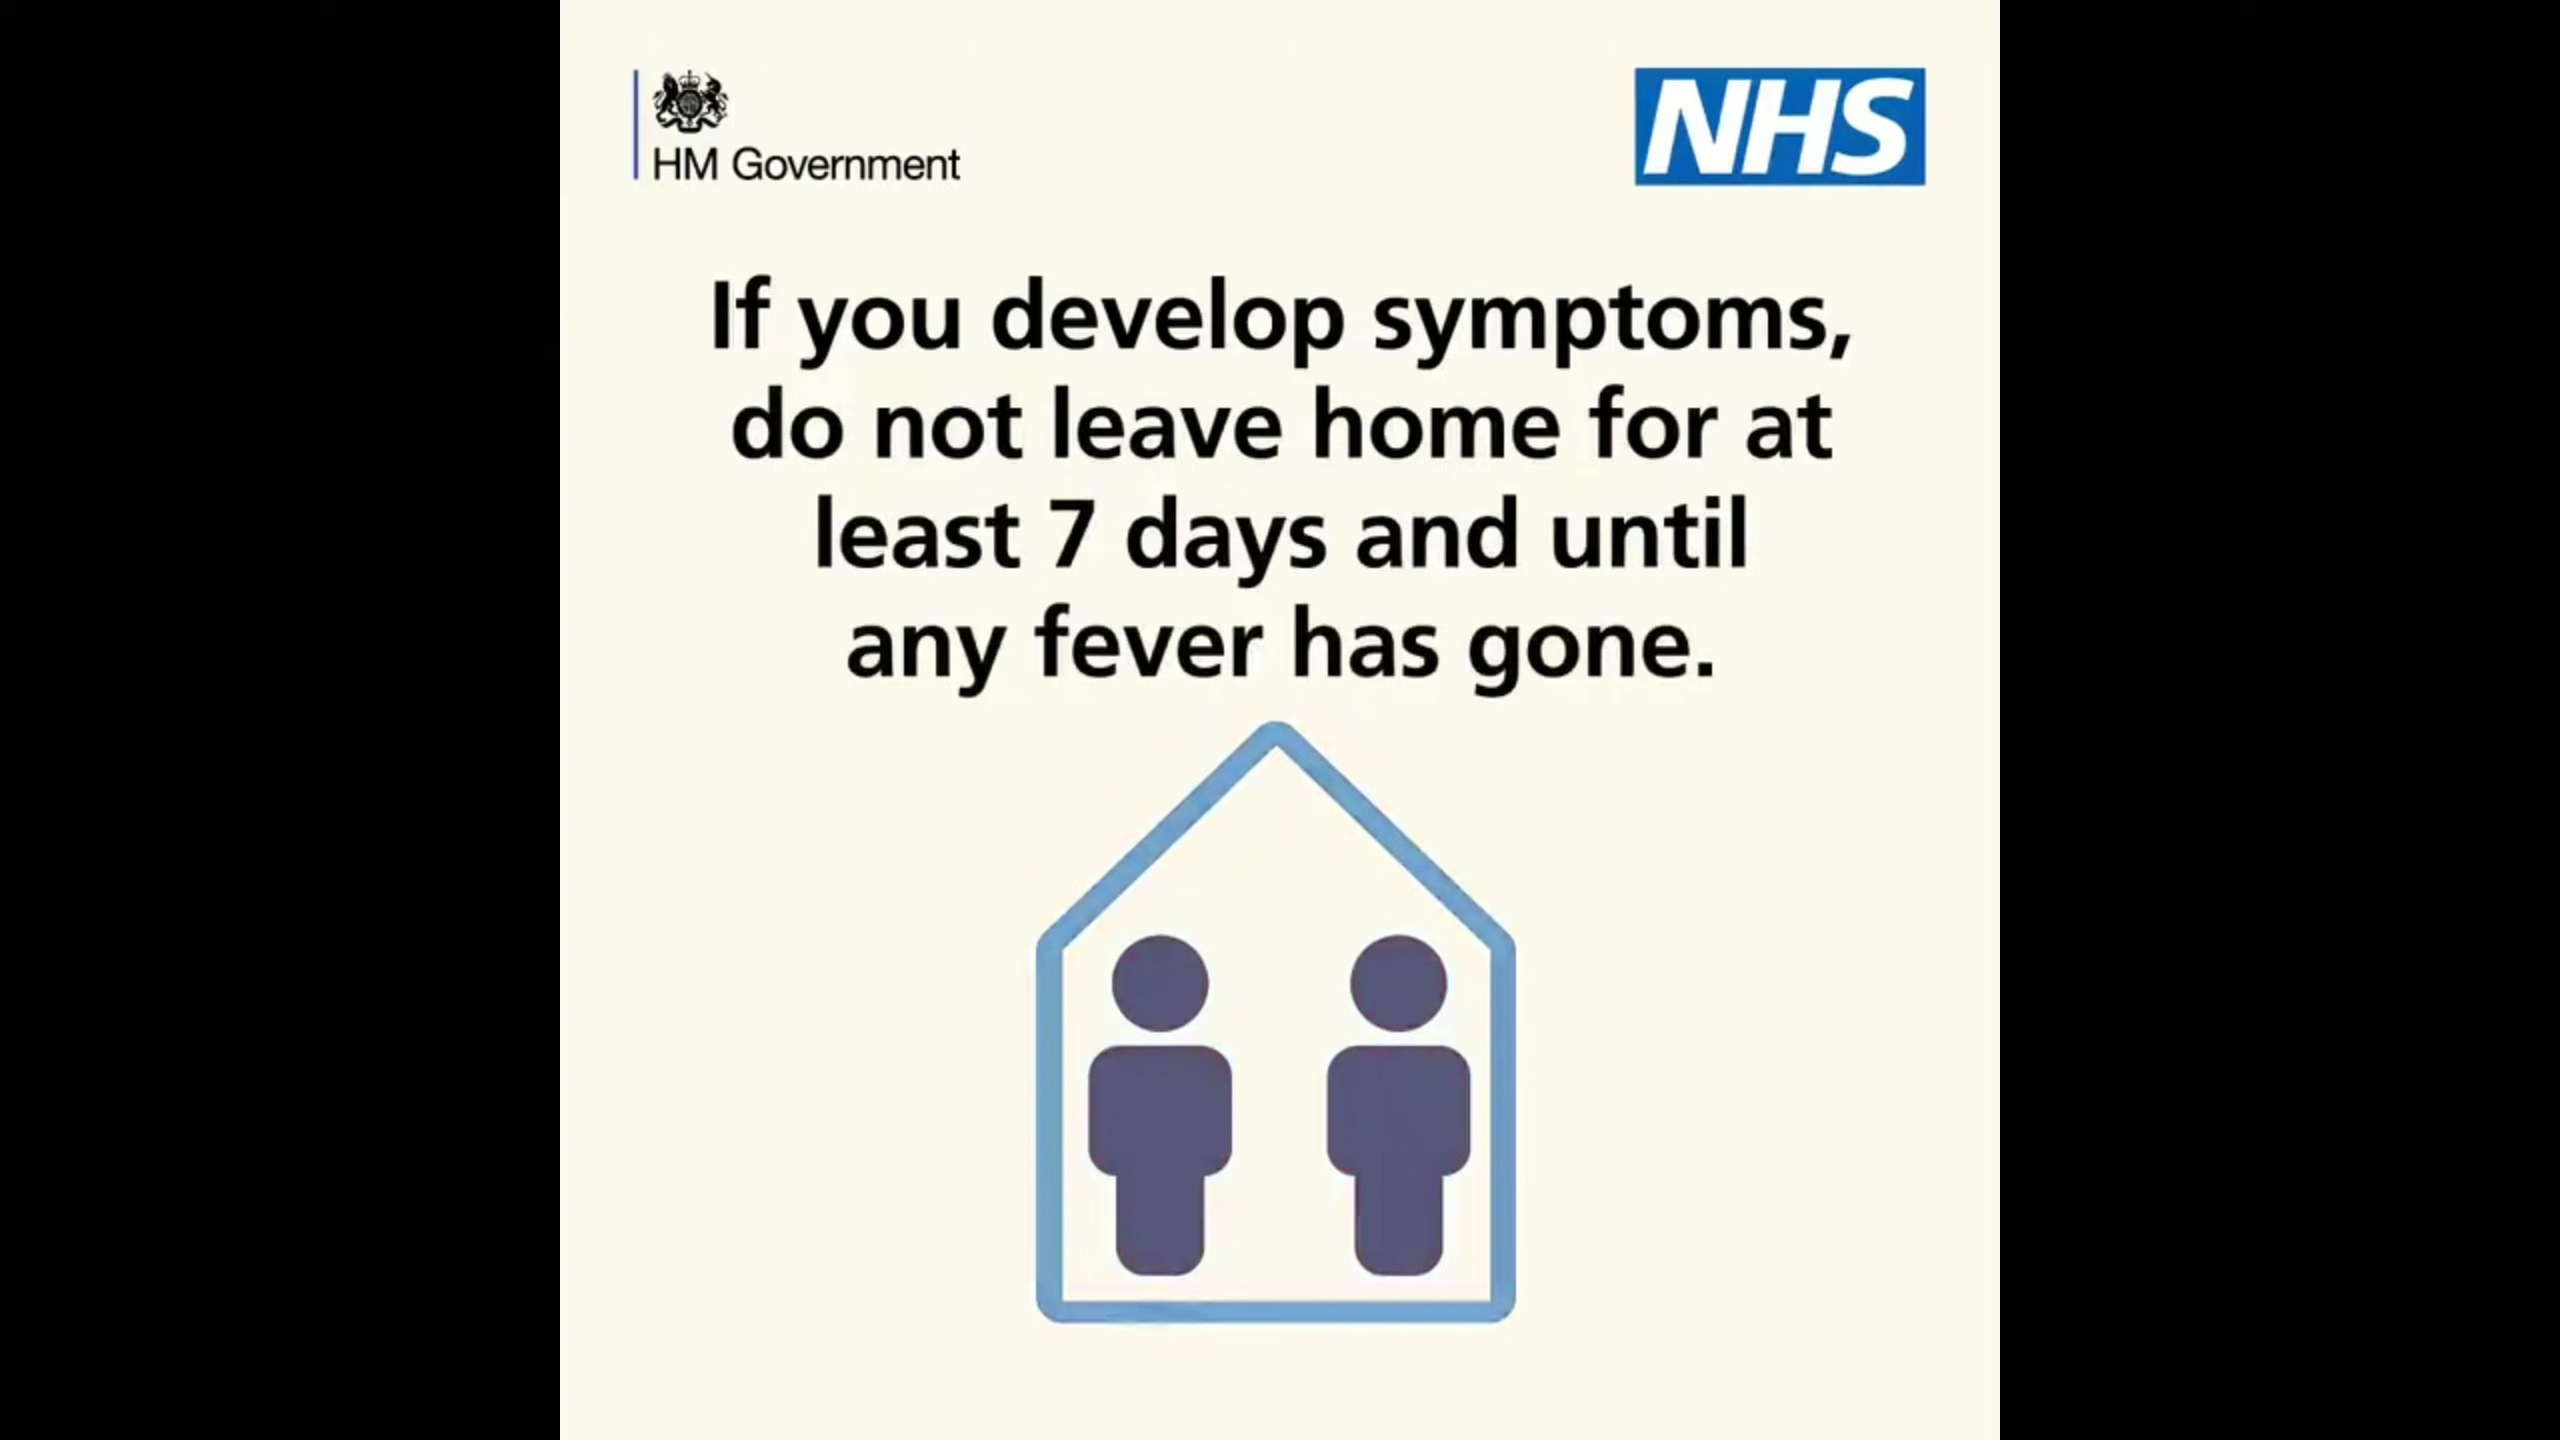 HM Government
NHS
If you develop symptoms,
do not leave home for at
least 7 days and until
any fever has gone.